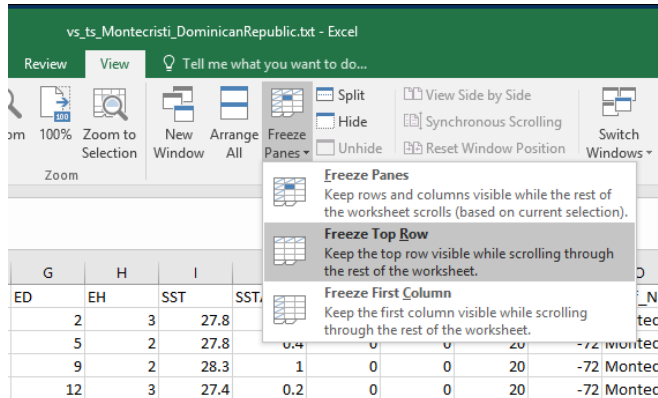 vs_ts_Montecristi_DominicanRepublic.txt - Excel
Review View Tell me what you want to do...
100 100% Zoom to Selection
New Window Arrange All Freeze Panes
Split
Hide
Unhide
View Side by Side
Synchronous Scrolling
Reset Window Position
Switch Windows
Zoom
Freeze Panes
Keep rows and columns visible while the rest of
the worksheet scrolls (based on current selection).
Freeze Top Row
Keep the top row visible while scrolling through
the rest of the worksheet.
Freeze First Column
Keep the first column visible while scrolling
through the rest of the worksheet.
G H I
ED EH SST
2 3 27.8
5 2 27.8 0.4 0 0 20 -72
9 2 28.3 1 0 0 20 -72
12 3 27.4 0.2 0 0 20 -72